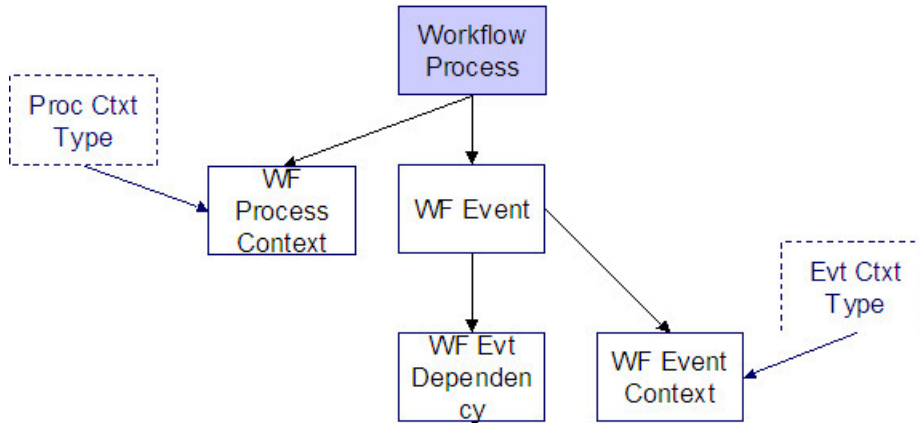 Workflow
Process
Proc Ctxt
Type
WF
Process
Context
WF Event
Evt Ctxt
Type
WF Evt
Dependen
cy
WF Event
Context